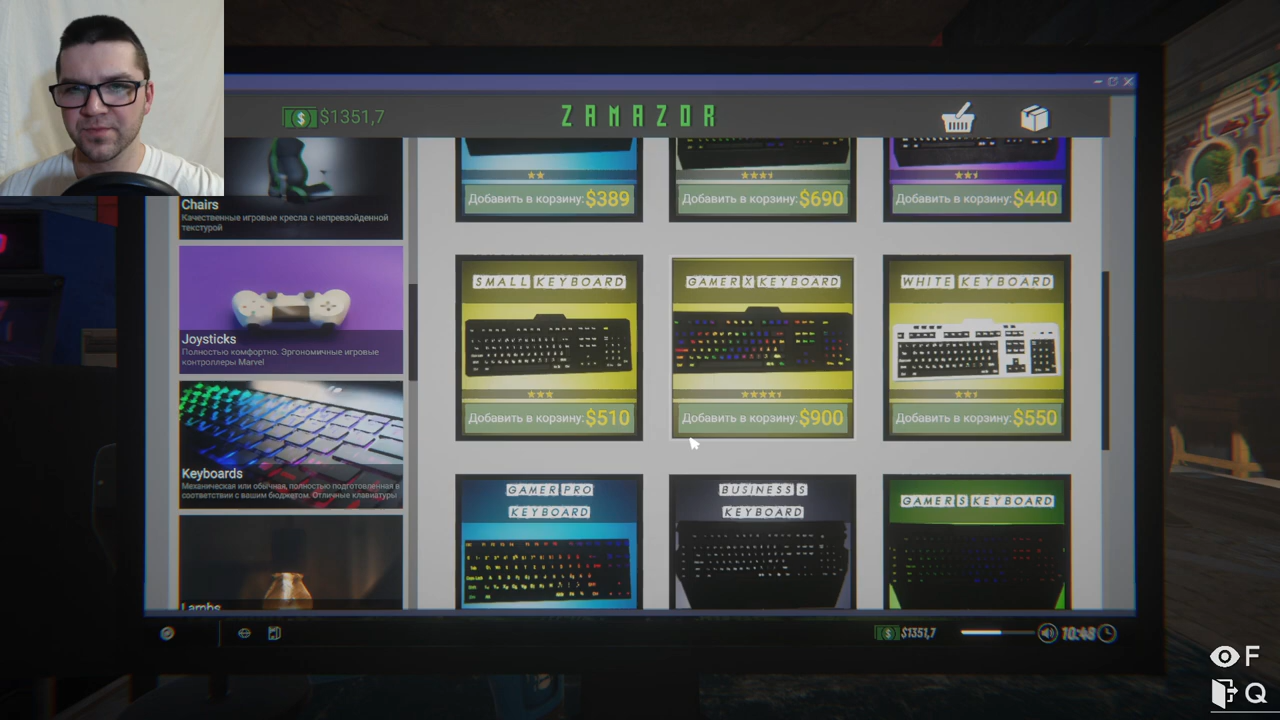 $1351,7
ZAMAZOR
Chairs
Качественные игровые кресла с непревзойденной
текстурой
Joysticks
Полностью комфортно. Эргономичные игровые
контроллеры Marvel
Keyboards
Механическая или обычная, полностью подготовленная в
соответствии с вашим бюджетом. Отличные клавиатуры
Lambs
Добавить в корзину: $389
Добавить в корзину: $690
Добавить в корзину: $440
SMALL KEYBOARD
Добавить в корзину: $510
GAMER X KEYBOARD
Добавить в корзину: $900
WHITE KEYBOARD
Добавить в корзину: $550
GAMER PRO
KEYBOARD
BUSINESS S
KEYBOARD
GAMER S KEYBOARD
$1351,7
10:48
F
Q